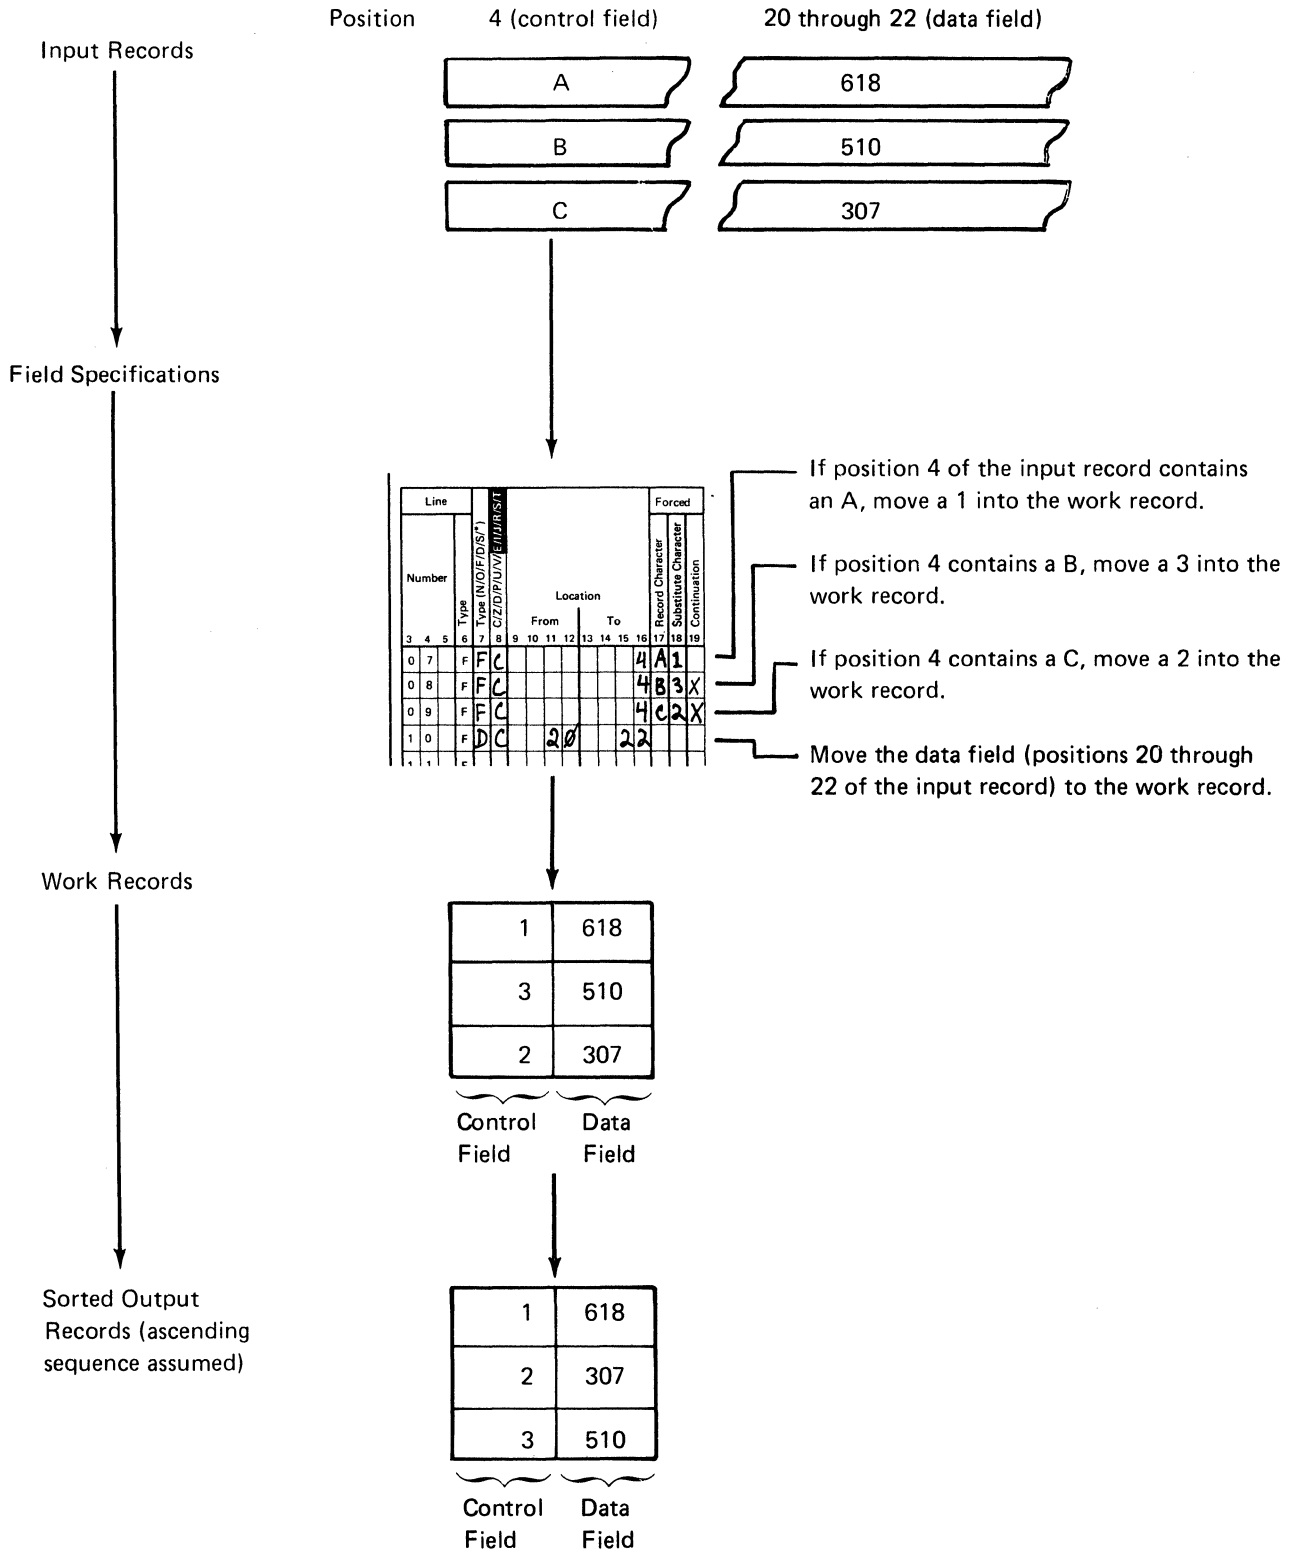 Position 4 (control field) 20 through 22 (data field)
Input Records
A 618
B 510
C 307
Field Specifications
If position 4 of the input record contains
an A, move a 1 into the work record.
If position 4 contains a B, move a 3 into the
work record.
If position 4 contains a C, move a 2 into the
work record.
Move the data field (positions 20 through
22 of the input record) to the work record.
Line Forced
Number
Type
Type (N/O/F/D/S/*)
C/Z/D/P/U/V/E/I/J/R/S/T
Location
From To
Record Character
Substitute Character
Continuation
3 4 5 6 7 8 9 10 11 12 13 14 15 16 17 18 19
0 7 F F C 4 A 1
0 8 F F C 4 B 3 X
0 9 F F C 4 C 2 X
1 0 F D C 2 0 2 2
1 1 F
Work Records
1 618
3 510
2 307
Control Data
Field Field
Sorted Output
Records (ascending
sequence assumed)
1 618
2 307
3 510
Control Data
Field Field